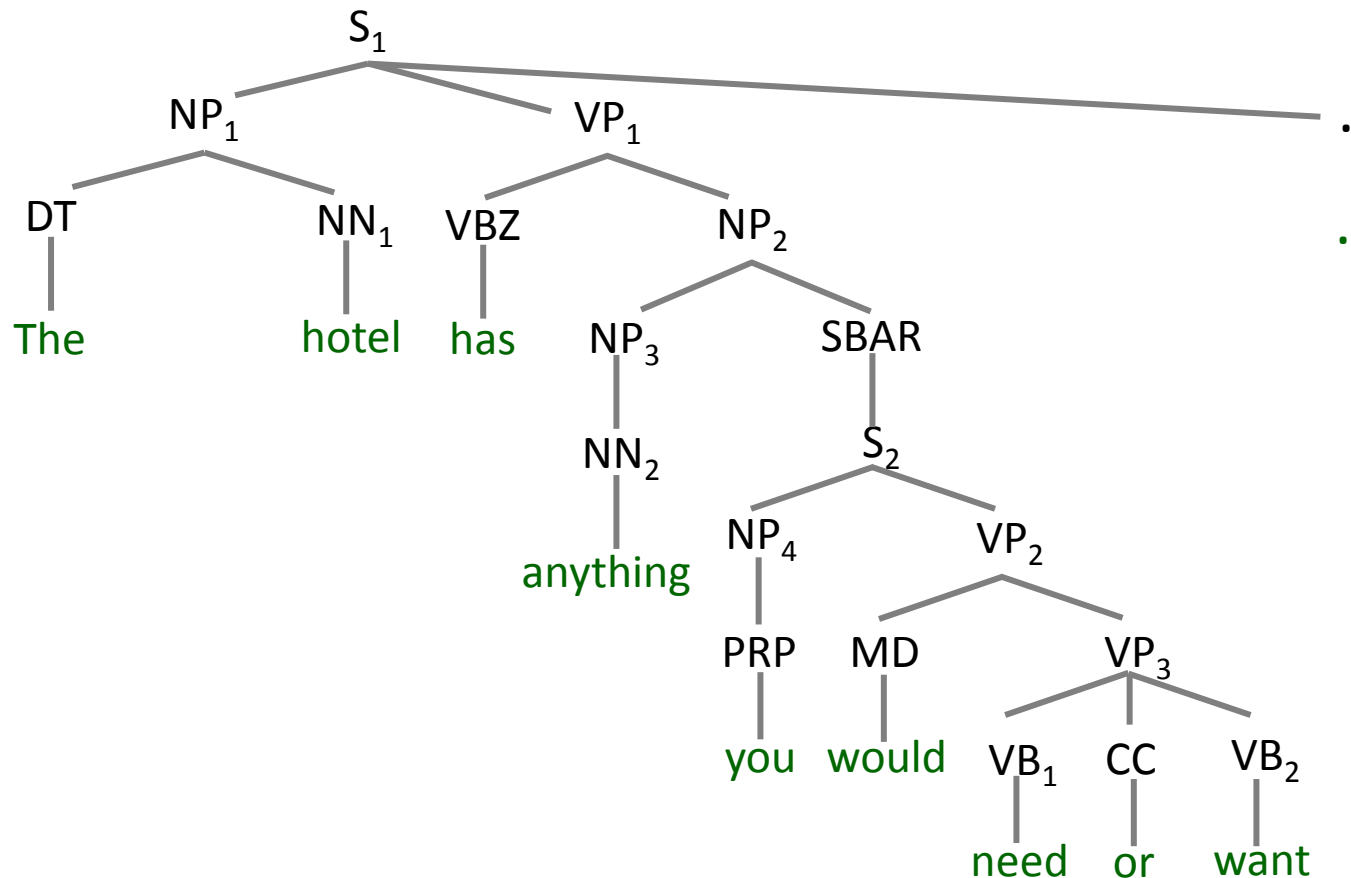 S₁
NP₁ VP₁ .
DT NN₁ VBZ NP₂ .
The hotel has NP₃ SBAR
NN₂ S₂
anything NP₄ VP₂
PRP MD VP₃
you would VB₁ CC VB₂
need or want